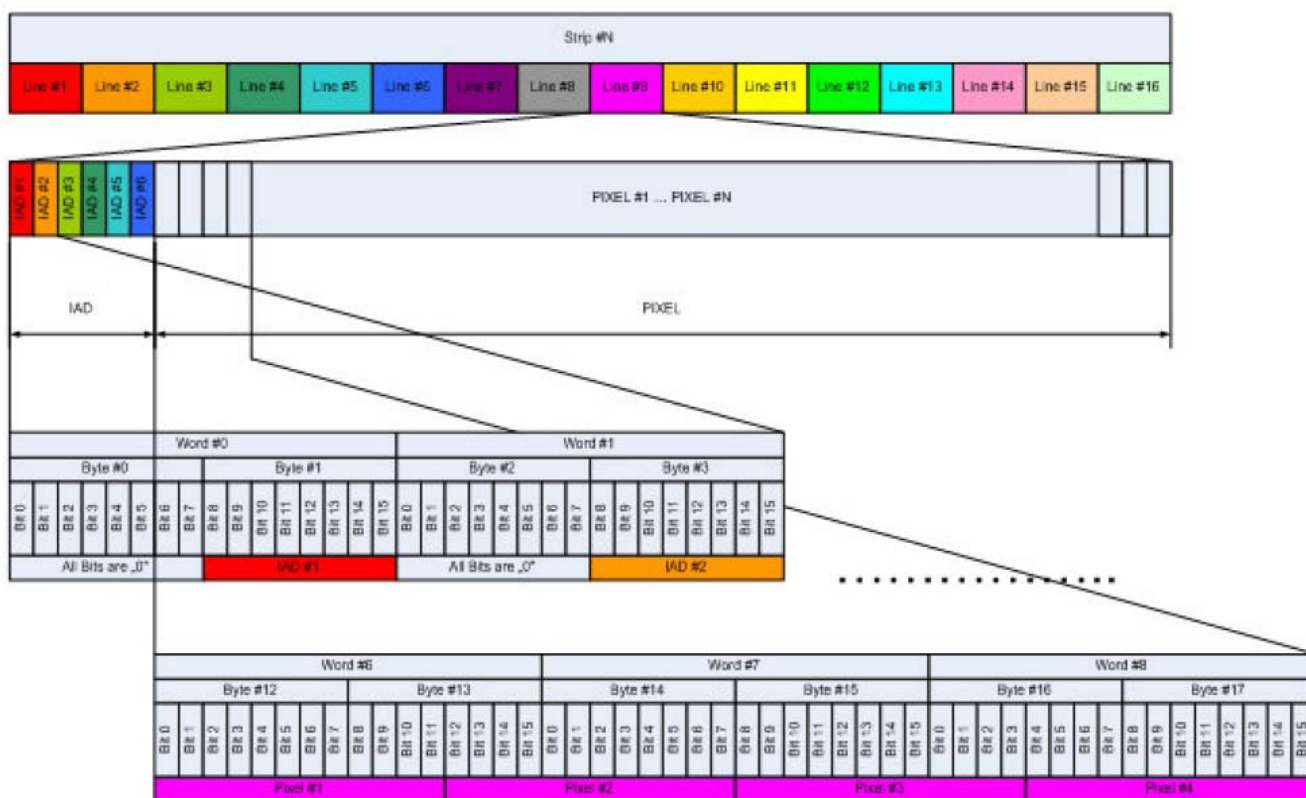 Strip #N
Line #1 Line #2 Line #3 Line #4 Line #5 Line #6 Line #7 Line #8 Line #9 Line #10 Line #11 Line #12 Line #13 Line #14 Line #15 Line #16
IAD #1 IAD #2 IAD #3 IAD #4 IAD #5 IAD #6 PIXEL #1 ... PIXEL #N
IAD PIXEL
Word #0 Word #1
Byte #0 Byte #1 Byte #2 Byte #3
Bit 0 Bit 1 Bit 2 Bit 3 Bit 4 Bit 5 Bit 6 Bit 7 Bit 8 Bit 9 Bit 10 Bit 11 Bit 12 Bit 13 Bit 14 Bit 15 Bit 0 Bit 1 Bit 2 Bit 3 Bit 4 Bit 5 Bit 6 Bit 7 Bit 8 Bit 9 Bit 10 Bit 11 Bit 12 Bit 13 Bit 14 Bit 15
All Bits are „0" IAD #1 All Bits are „0" IAD #2
Word #6 Word #7 Word #8
Byte #12 Byte #13 Byte #14 Byte #15 Byte #16 Byte #17
Bit 0 Bit 1 Bit 2 Bit 3 Bit 4 Bit 5 Bit 6 Bit 7 Bit 8 Bit 9 Bit 10 Bit 11 Bit 12 Bit 13 Bit 14 Bit 15 Bit 0 Bit 1 Bit 2 Bit 3 Bit 4 Bit 5 Bit 6 Bit 7 Bit 8 Bit 9 Bit 10 Bit 11 Bit 12 Bit 13 Bit 14 Bit 15 Bit 0 Bit 1 Bit 2 Bit 3 Bit 4 Bit 5 Bit 6 Bit 7 Bit 8 Bit 9 Bit 10 Bit 11 Bit 12 Bit 13 Bit 14 Bit 15
Pixel #1 Pixel #2 Pixel #3 Pixel #4